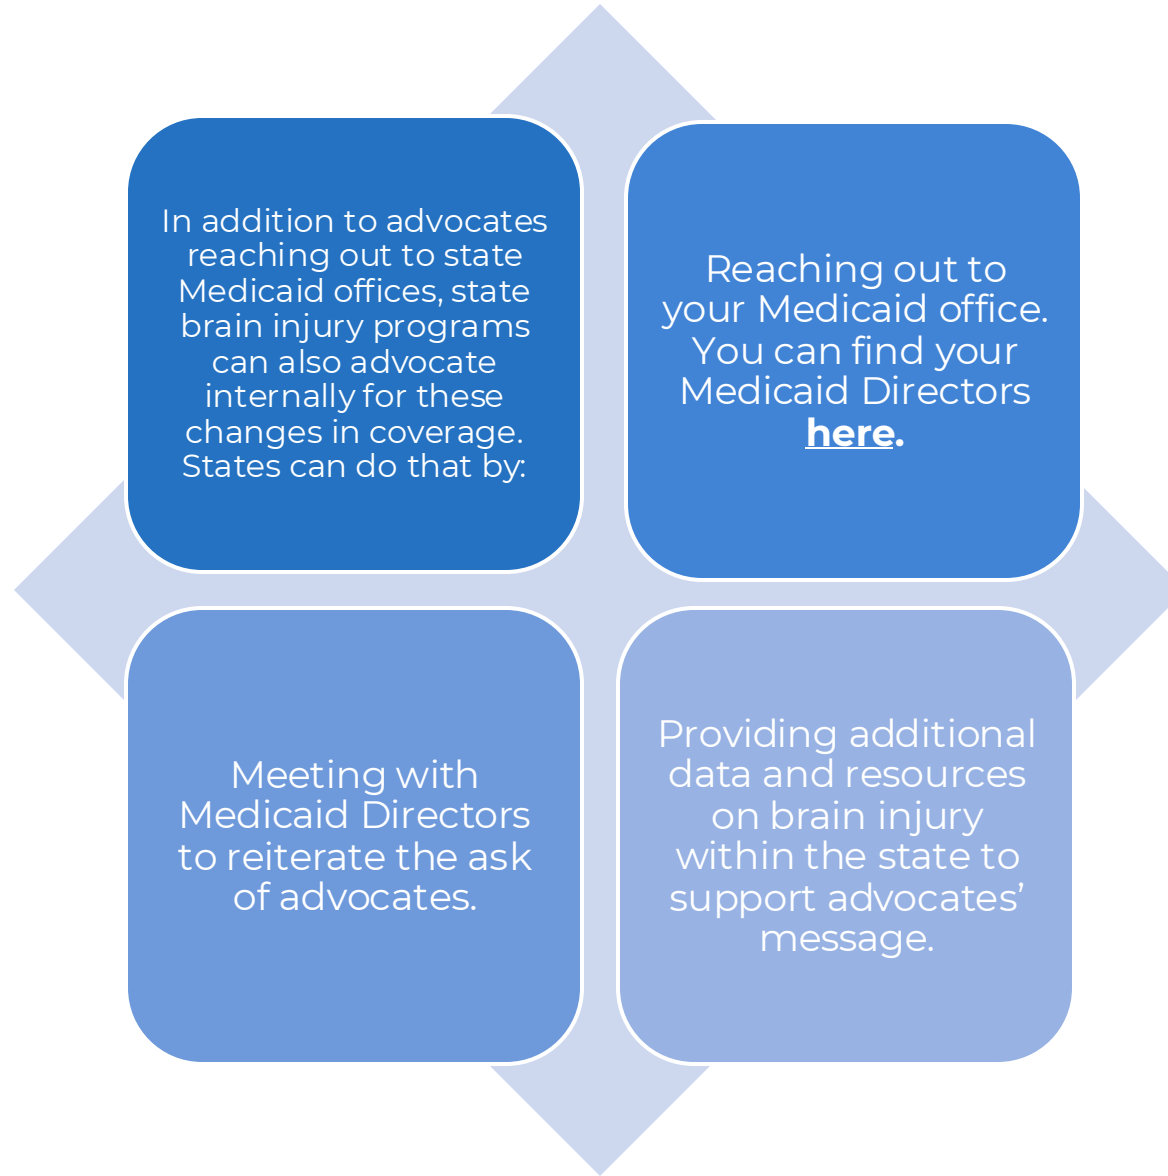 In addition to advocates
reaching out to state
Medicaid offices, state
brain injury programs
can also advocate
internally for these
changes in coverage.
States can do that by:
Reaching out to
your Medicaid office.
You can find your
Medicaid Directors
here.
Meeting with
Medicaid Directors
to reiterate the ask
of advocates.
Providing additional
data and resources
on brain injury
within the state to
support advocates’
message.